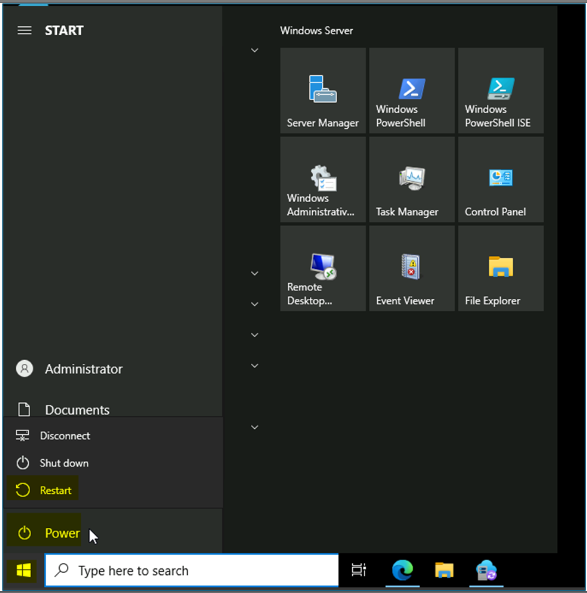 START
Windows Server
Server Manager
Windows
PowerShell
Windows
PowerShell ISE
Windows
Administrativ...
Task Manager
Control Panel
Remote
Desktop...
Event Viewer
File Explorer
Administrator
Documents
Disconnect
Shut down
Restart
Power
Type here to search